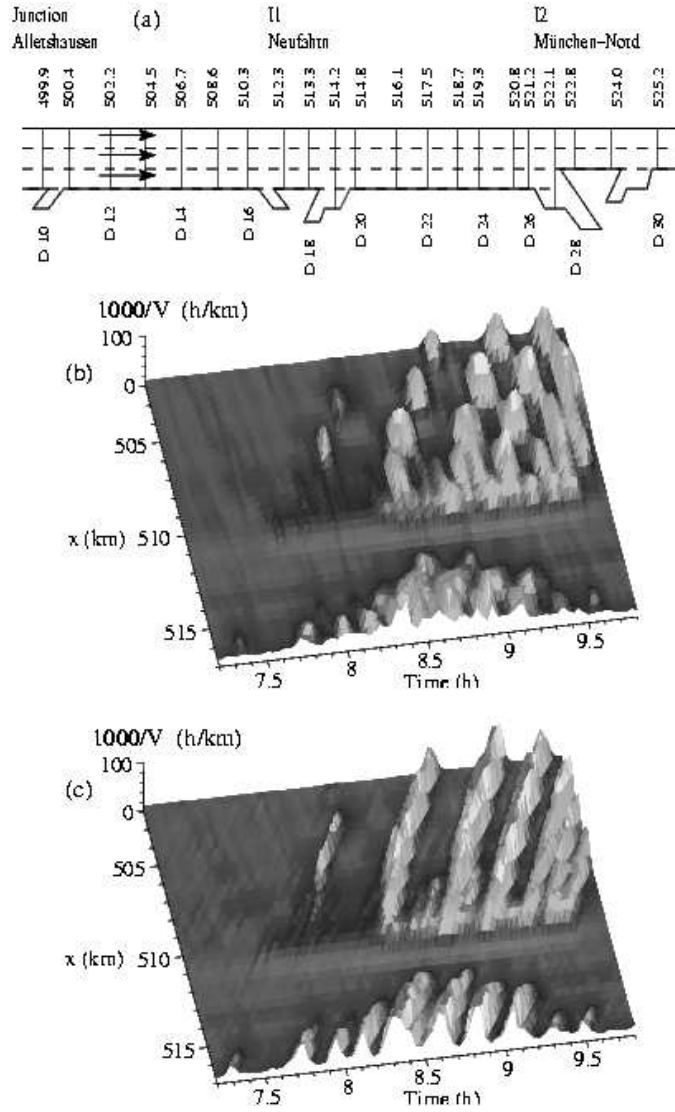 Junction (a) I1 I2
Allershausen Neufahrn München-Nord
499.9 500.4 502.2 504.5 506.7 508.6 510.3 512.3 513.3 514.2 514.8 516.1 517.5 518.7 519.3 520.8 521.2 522.1 522.8 524.0 525.2
D 10 D 12 D 14 D 16 D 18 D 20 D 22 D 24 D 26 D 28 D 30
1000/V (h/km)
100
(b)
0
505
x (km) 510
515
7.5 8 8.5 9 9.5
Time (h)
1000/V (h/km)
100
(c)
0
505
x (km) 510
515
7.5 8 8.5 9 9.5
Time (h)